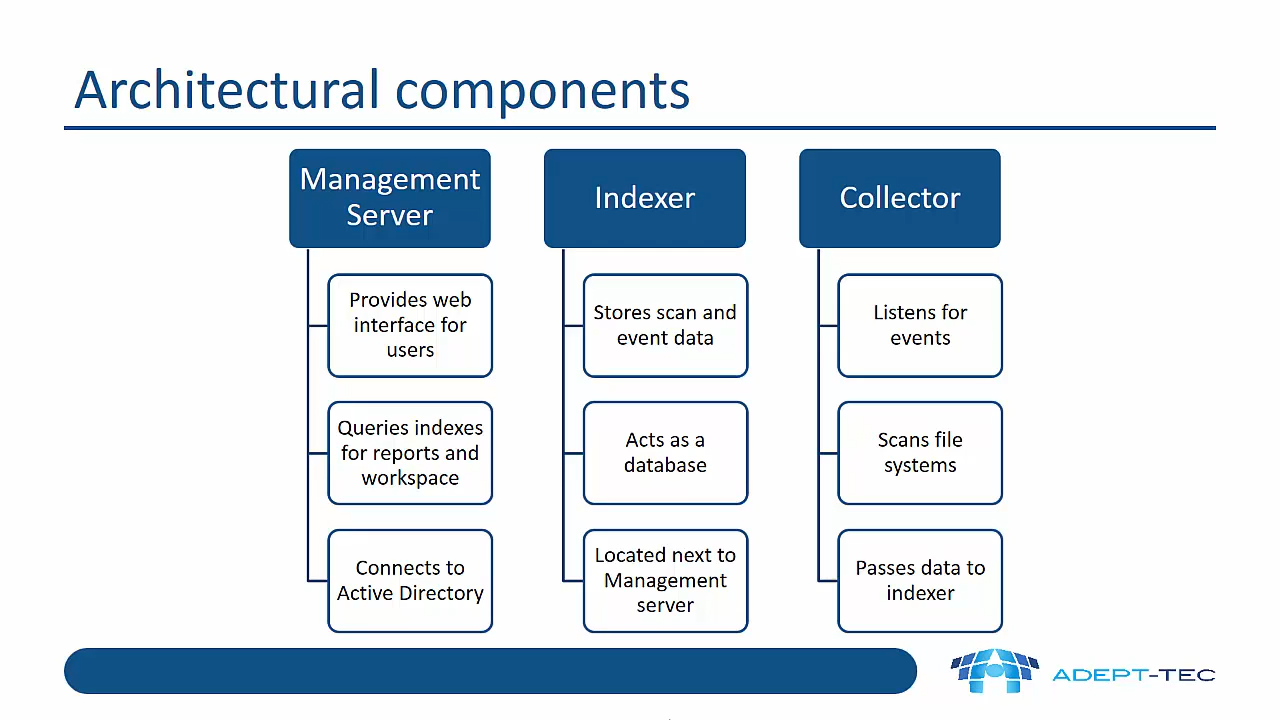 Architectural components
Management
Server
Provides web
interface for
users
Queries indexes
for reports and
workspace
Connects to
Active Directory
Indexer
Stores scan and
event data
Acts as a
database
Located next to
Management
server
Collector
Listens for
events
Scans file
systems
Passes data to
indexer
ADEPT-TEC